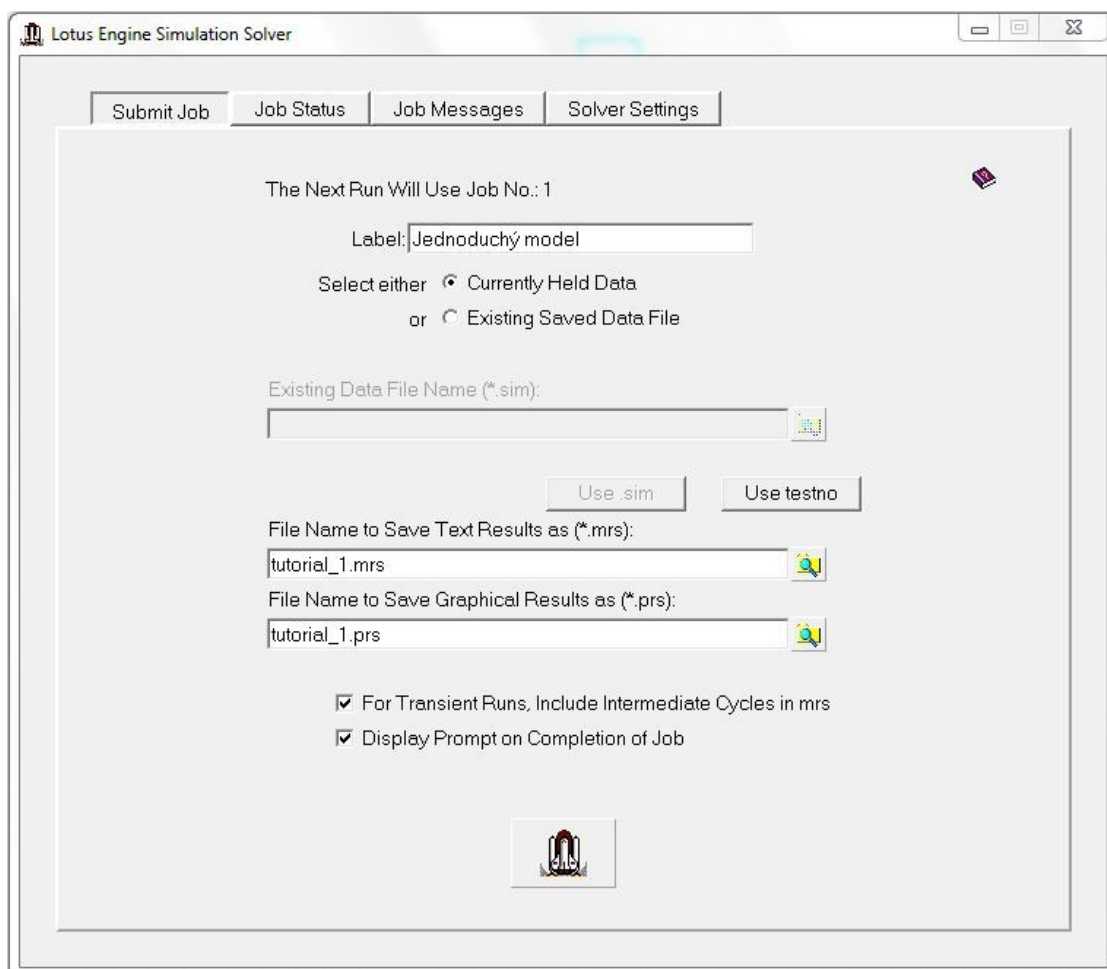 Lotus Engine Simulation Solver
Submit Job Job Status Job Messages Solver Settings
The Next Run Will Use Job No.: 1
Label: Jednoduchý model
Select either Currently Held Data
or Existing Saved Data File
Existing Data File Name (*.sim):
Use .sim Use testno
File Name to Save Text Results as (*.mrs):
tutorial_1.mrs
File Name to Save Graphical Results as (*.prs):
tutorial_1.prs
For Transient Runs, Include Intermediate Cycles in mrs
Display Prompt on Completion of Job